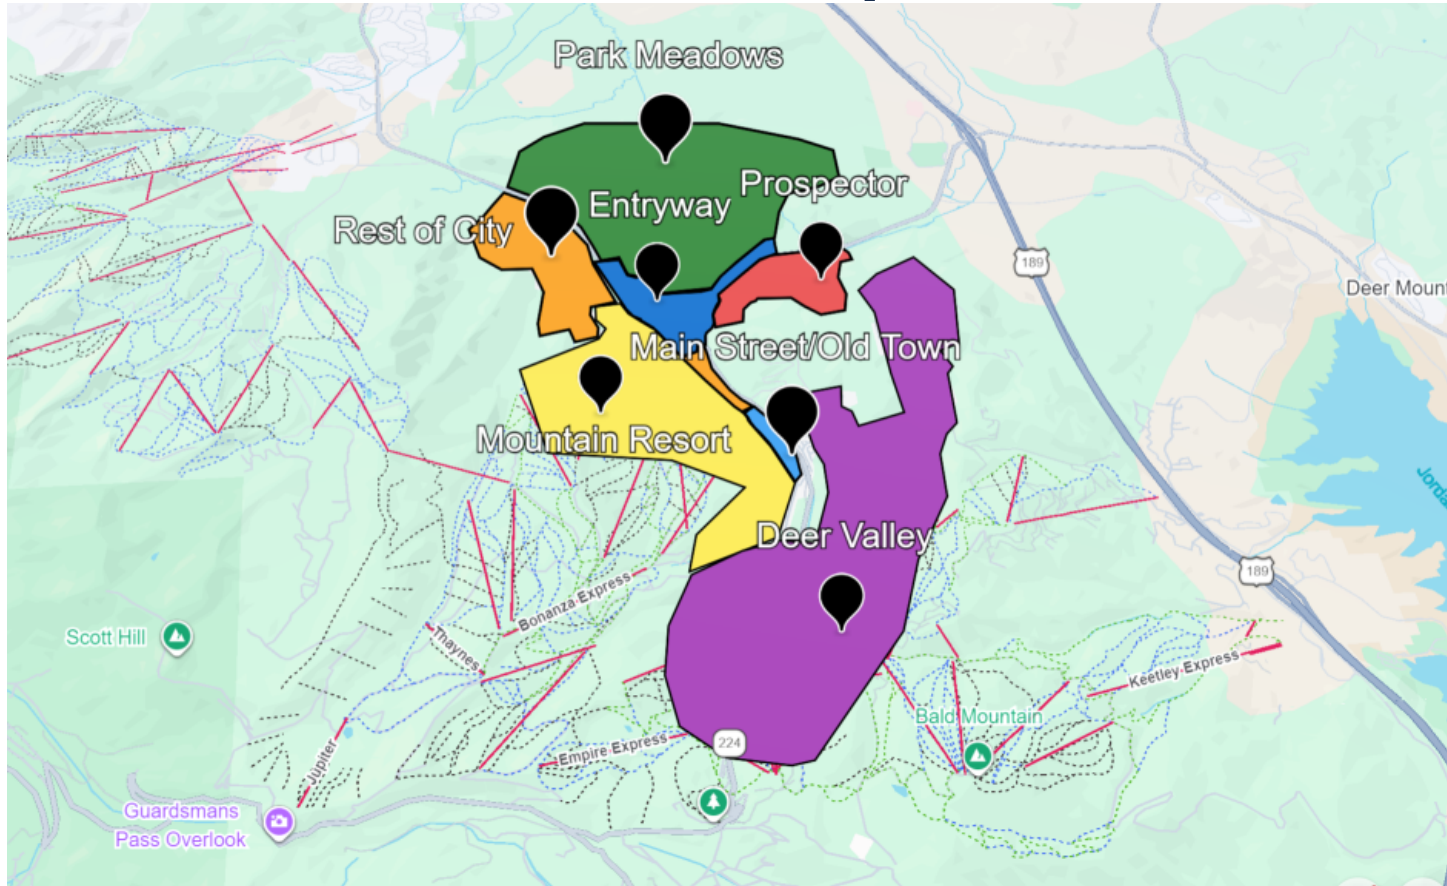 Park Meadows
Prospector
Entryway
Rest of City
189
Deer Mount
Main Street/Old Town
Mountain Resort
Jorda
Deer Valley
189
Bonanza Express
Scott Hill
Thaynes
Keetley Express
Bald Mountain
224
Empire Express
Jupiter
Guardsmans
Pass Overlook